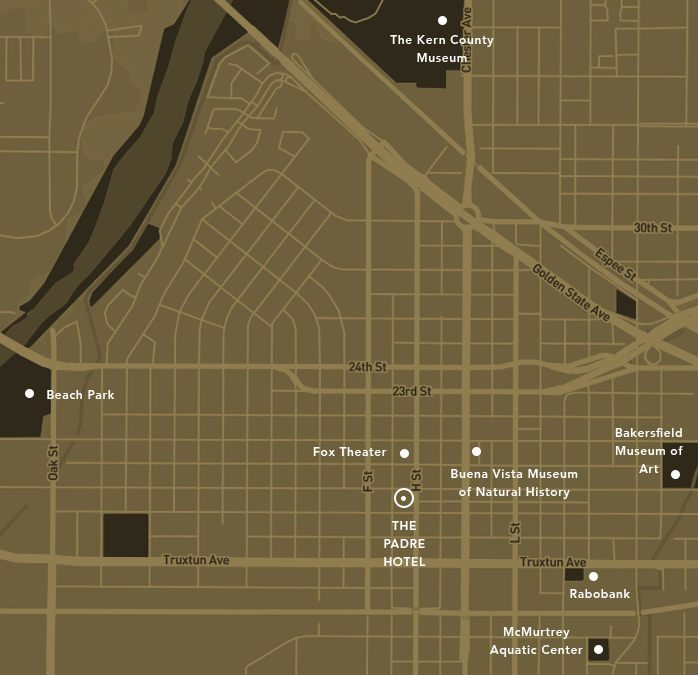 Chester Ave
The Kern County
Museum
30th St
Espee St
Golden State Ave
24th St
23rd St
Beach Park
Oak St
Fox Theater
F St
H St
Buena Vista Museum
of Natural History
Bakersfield
Museum of
Art
THE
PADRE
HOTEL
L St
Truxtun Ave
Truxtun Ave
Rabobank
McMurtrey
Aquatic Center